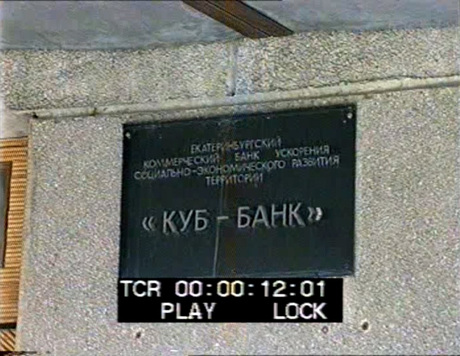 ЕКАТЕРИНБУРГСКИЙ
КОММЕРЧЕСКИЙ БАНК УСКОРЕНИЯ
СОЦИАЛЬНО-ЭКОНОМИЧЕСКОГО РАЗВИТИЯ
ТЕРРИТОРИЙ
«КУБ – БАНК»
TCR 00:00:12:01
PLAY LOCK